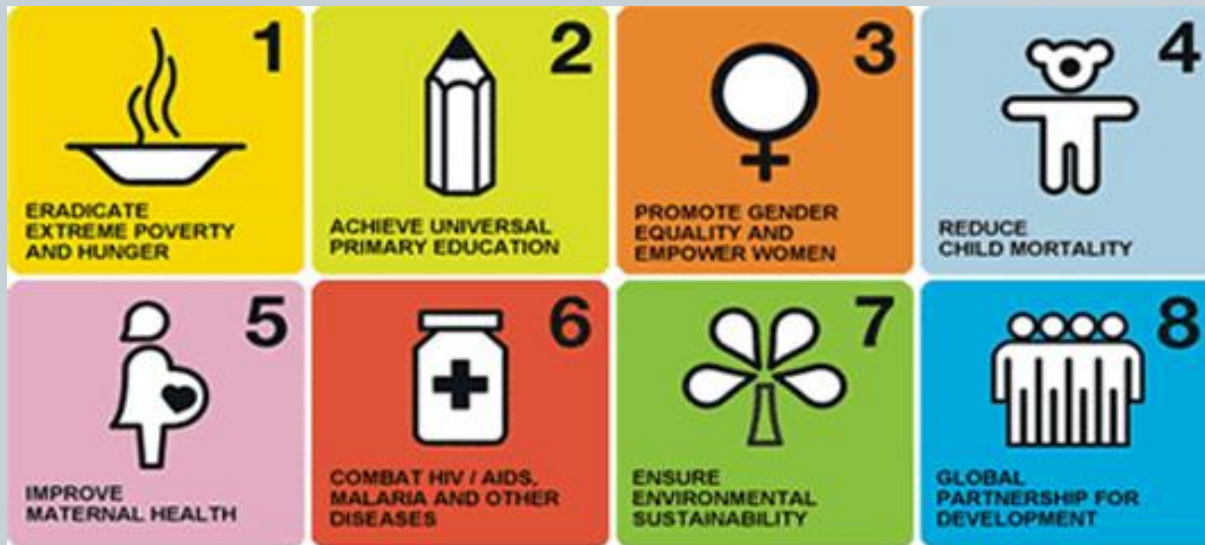 1
ERADICATE
EXTREME POVERTY
AND HUNGER
2
ACHIEVE UNIVERSAL
PRIMARY EDUCATION
3
PROMOTE GENDER
EQUALITY AND
EMPOWER WOMEN
4
REDUCE
CHILD MORTALITY
5
IMPROVE
MATERNAL HEALTH
6
COMBAT HIV / AIDS,
MALARIA AND OTHER
DISEASES
7
ENSURE
ENVIRONMENTAL
SUSTAINABILITY
8
GLOBAL
PARTNERSHIP FOR
DEVELOPMENT